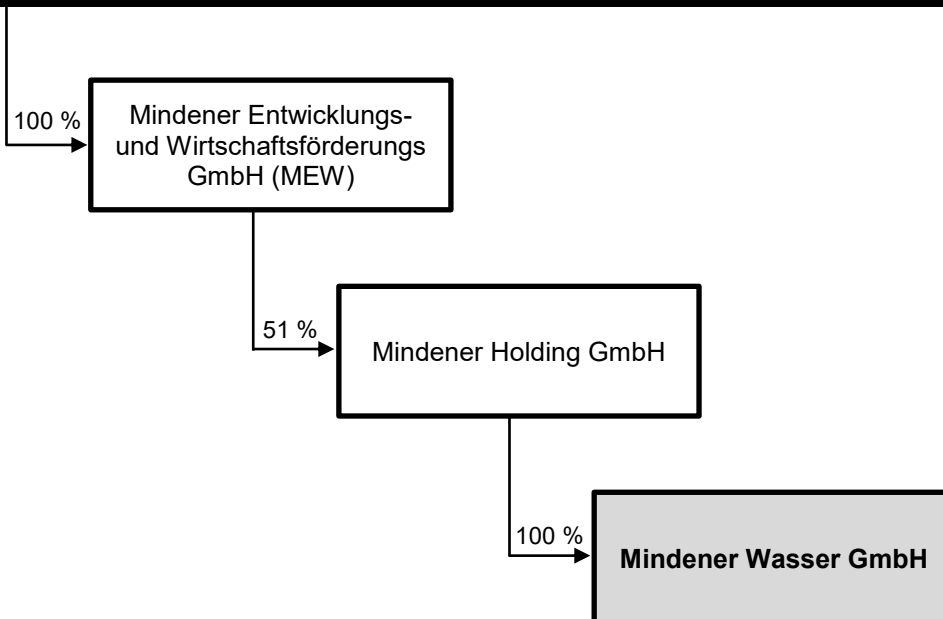 100 %
Mindener Entwicklungs-
und Wirtschaftsförderungs
GmbH (MEW)
51 %
Mindener Holding GmbH
100 %
Mindener Wasser GmbH